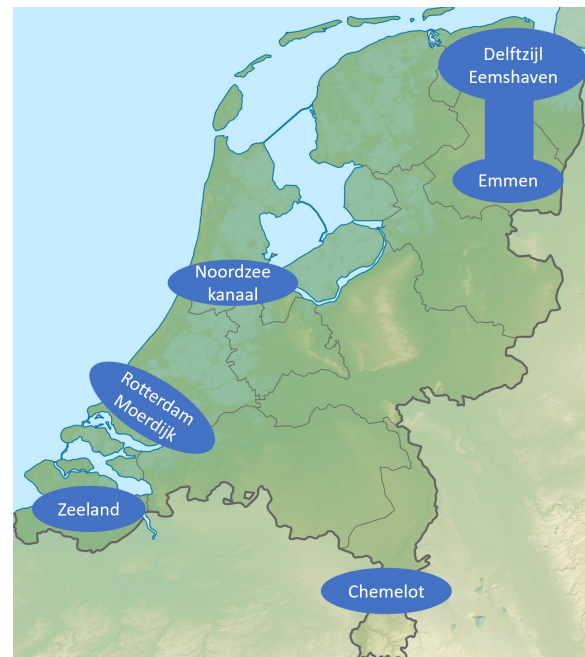 Delftzijl
Eemshaven
Emmen
Noordzee
kanaal
Rotterdam
Moerdijk
Zeeland
Chemelot